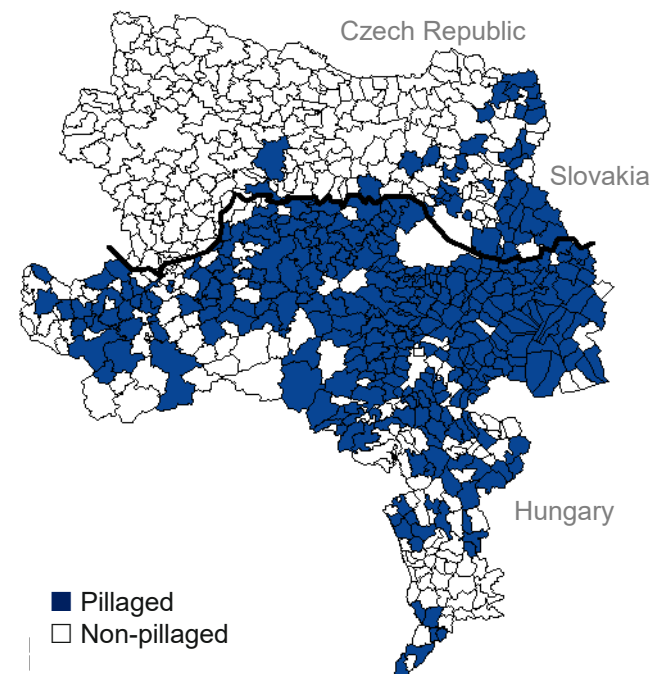 Czech Republic
Slovakia
Hungary
Pillaged
Non-pillaged